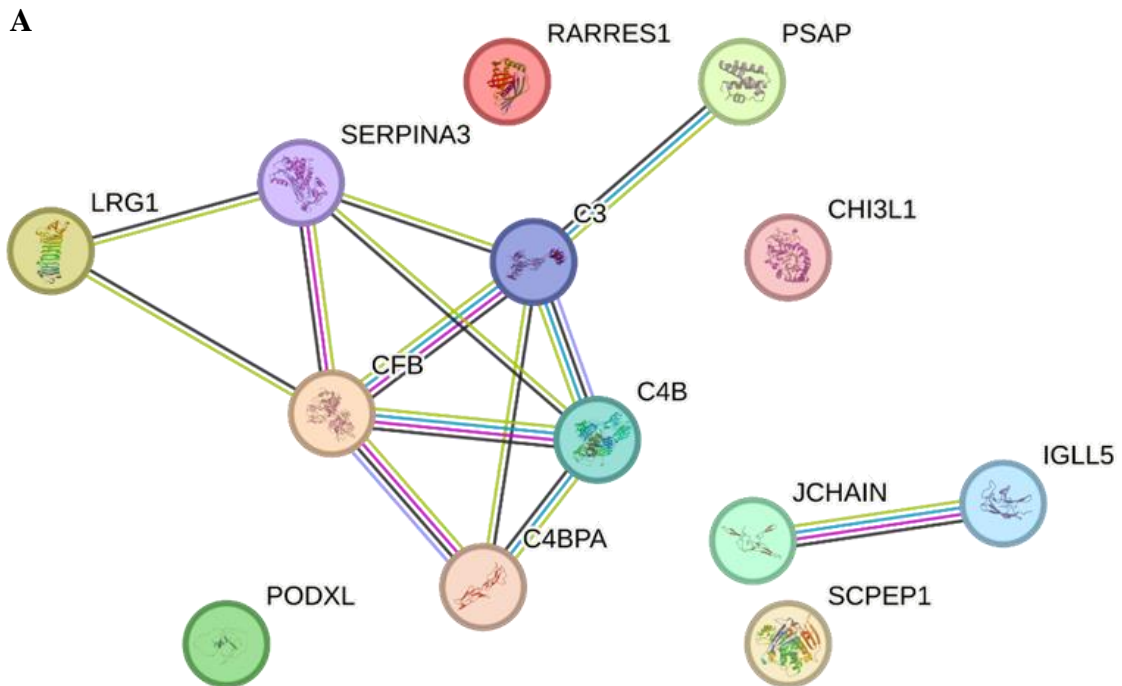 A
RARRES1
PSAP
SERPINA3
LRG1
C3
CHI3L1
CFB
C4B
IGLL5
JCHAIN
C4BPA
PODXL
SCPEP1